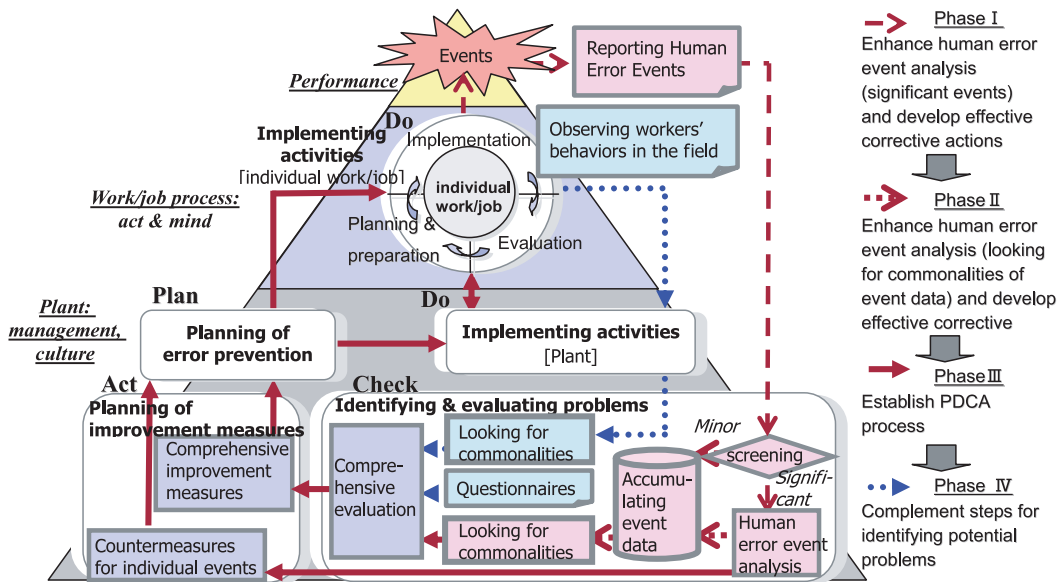 Events
Reporting Human
Error Events
Performance
Do
Implementing
activities
[individual work/job]
Implementation
Observing workers’
behaviors in the field
individual
work/job
Work/job process:
act & mind
Planning &
preparation
Evaluation
Do
Plant:
management,
culture
Plan
Planning of
error prevention
Implementing activities
[Plant]
Act
Planning of
improvement measures
Comprehensive
improvement
measures
Countermeasures
for individual events
Check
Identifying & evaluating problems
Compre-
hensive
evaluation
Looking for
commonalities
Questionnaires
Looking for
commonalities
Accumu-
lating
event
data
Minor
screening
Signifi-
cant
Human
error event
analysis
Phase Ⅰ
Enhance human error
event analysis
(significant events)
and develop effective
corrective actions
Phase Ⅱ
Enhance human error
event analysis (looking
for commonalities of
event data) and develop
effective corrective
Phase Ⅲ
Establish PDCA
process
Phase Ⅳ
Complement steps for
identifying potential
problems